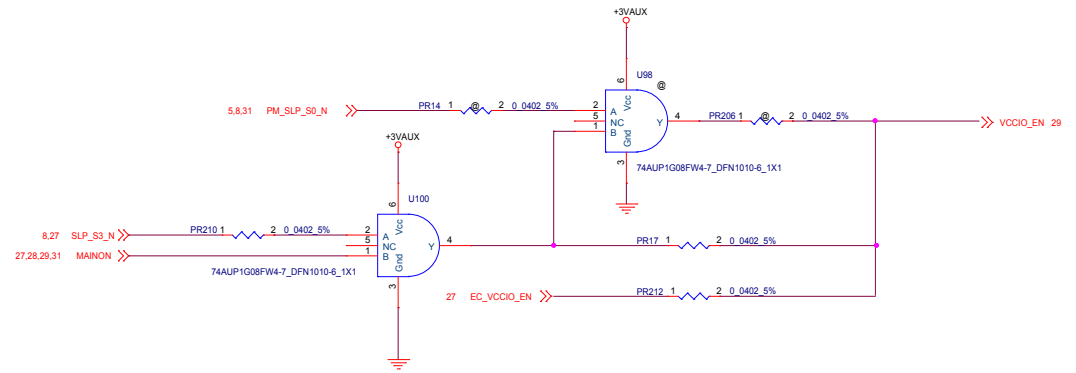 +3VAUX
U98
@
6
Vcc
5,8,31 PM_SLP_S0_N
PR14 1 @ 2 0_0402_5%
2 A
5 NC
1 B
Y 4
Gnd
3
PR206 1 @ 2 0_0402_5%
VCCIO_EN 29
74AUP1G08FW4-7_DFN1010-6_1X1
+3VAUX
U100
6
Vcc
8,27 SLP_S3_N
PR210 1 2 0_0402_5%
2 A
5 NC
1 B
Y 4
Gnd
3
27,28,29,31 MAINON
PR17 1 2 0_0402_5%
74AUP1G08FW4-7_DFN1010-6_1X1
27 EC_VCCIO_EN
PR212 1 2 0_0402_5%